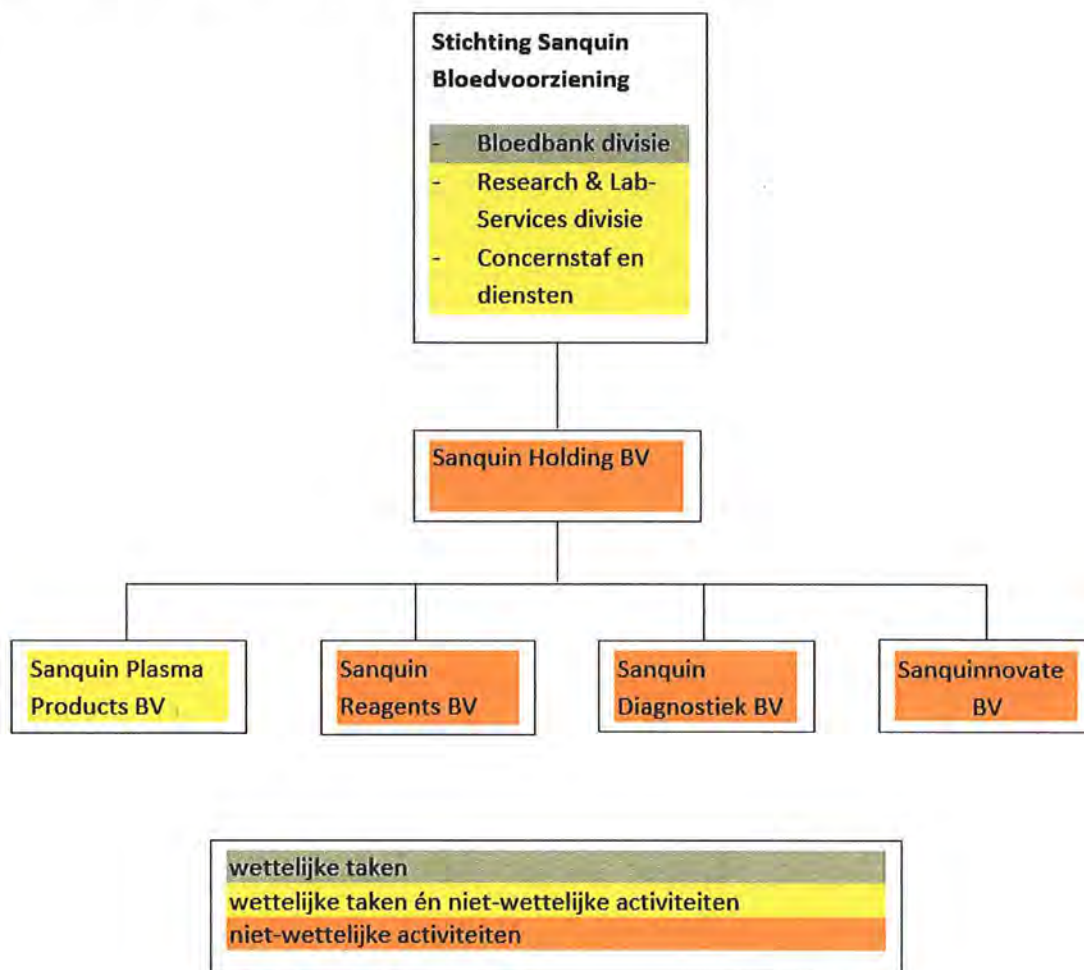 Stichting Sanquin
Bloedvoorziening
- Bloedbank divisie
- Research & Lab-
Services divisie
- Concernstaf en
diensten
Sanquin Holding BV
Sanquin Plasma
Products BV
Sanquin
Reagents BV
Sanquin
Diagnostiek BV
Sanquinnovate
BV
wettelijke taken
wettelijke taken én niet-wettelijke activiteiten
niet-wettelijke activiteiten